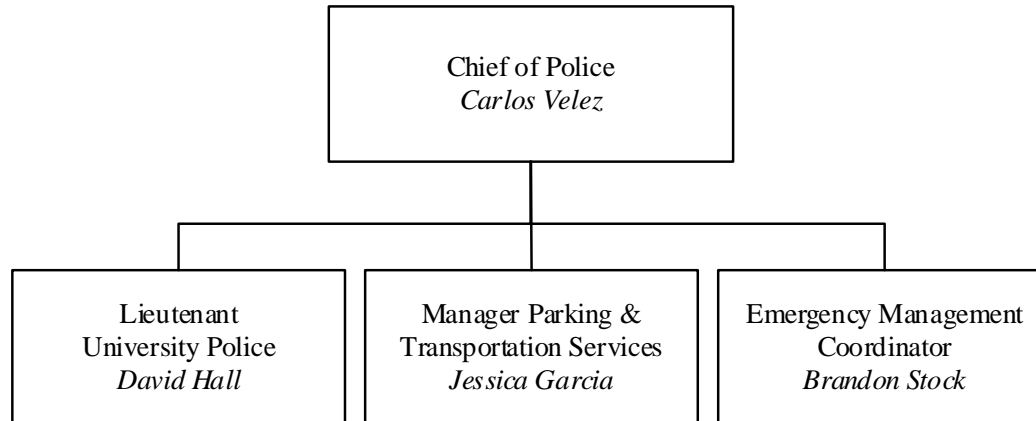 Chief of Police
Carlos Velez
Lieutenant
University Police
David Hall
Manager Parking &
Transportation Services
Jessica Garcia
Emergency Management
Coordinator
Brandon Stock